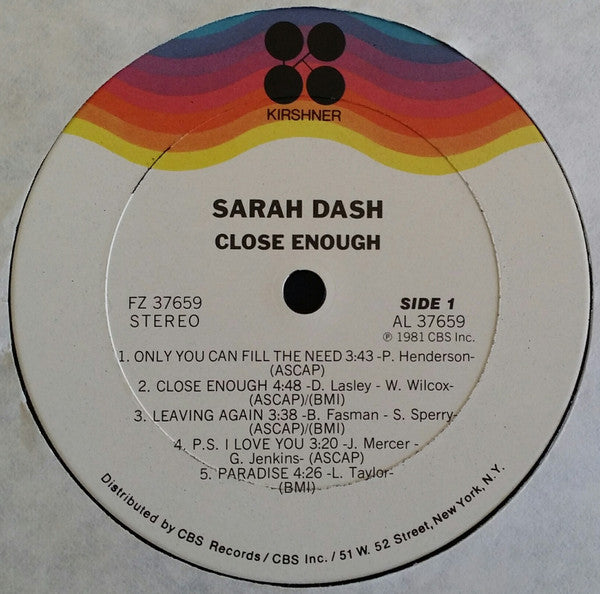 KIRSHNER
SARAH DASH
CLOSE ENOUGH
FZ 37659
STEREO
SIDE 1
AL 37659
℗ 1981 CBS Inc.
1. ONLY YOU CAN FILL THE NEED 3:43 -P. Henderson-
(ASCAP)
2. CLOSE ENOUGH 4:48 -D. Lasley - W. Wilcox-
(ASCAP)/(BMI)
3. LEAVING AGAIN 3:38 -B. Fasman - S. Sperry-
(ASCAP)/(BMI)
4. P.S. I LOVE YOU 3:20 -J. Mercer -
G. Jenkins- (ASCAP)
5. PARADISE 4:26 -L. Taylor-
(BMI)
Distributed by CBS Records / CBS Inc. / 51 W. 52 Street, New York, N.Y.